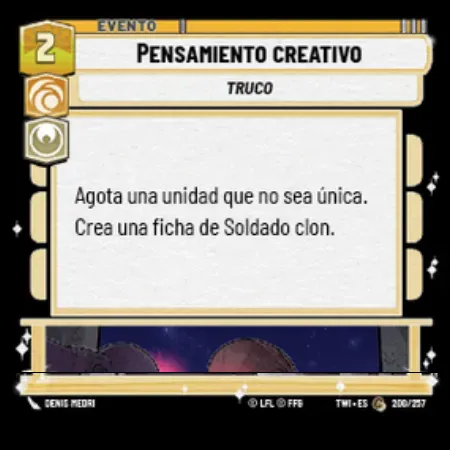 EVENTO
2
PENSAMIENTO CREATIVO
TRUCO
Agota una unidad que no sea única.
Crea una ficha de Soldado clon.
DENIS MEDRI
© LFL ® FFG
TWI • ES
200/257